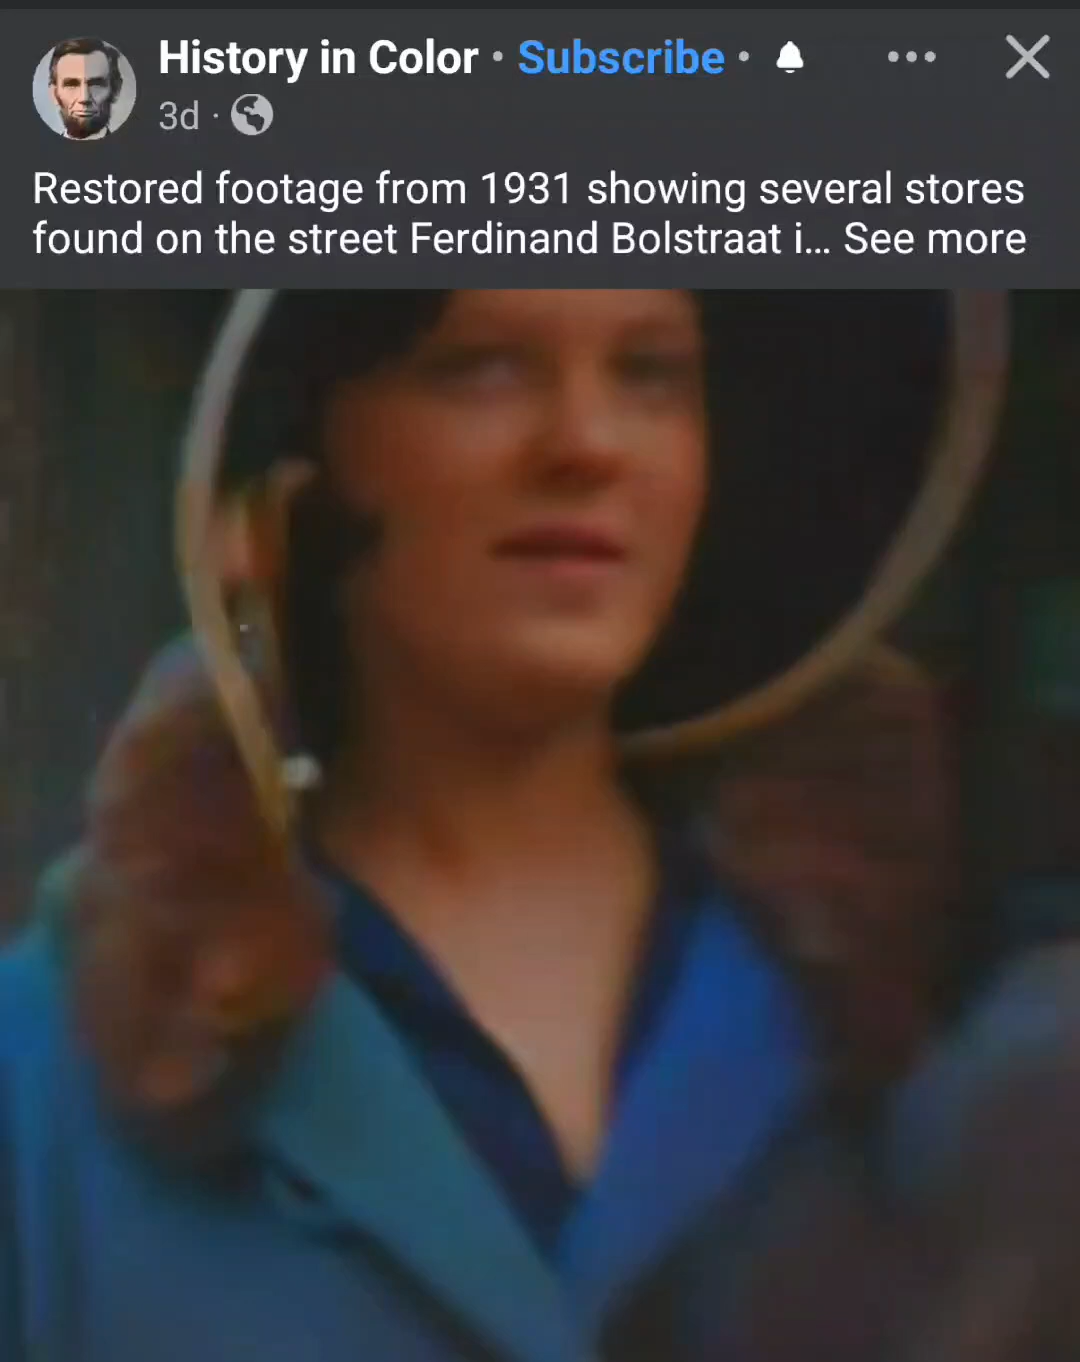 History in Color · Subscribe ·
3d ·
Restored footage from 1931 showing several stores
found on the street Ferdinand Bolstraat i... See more